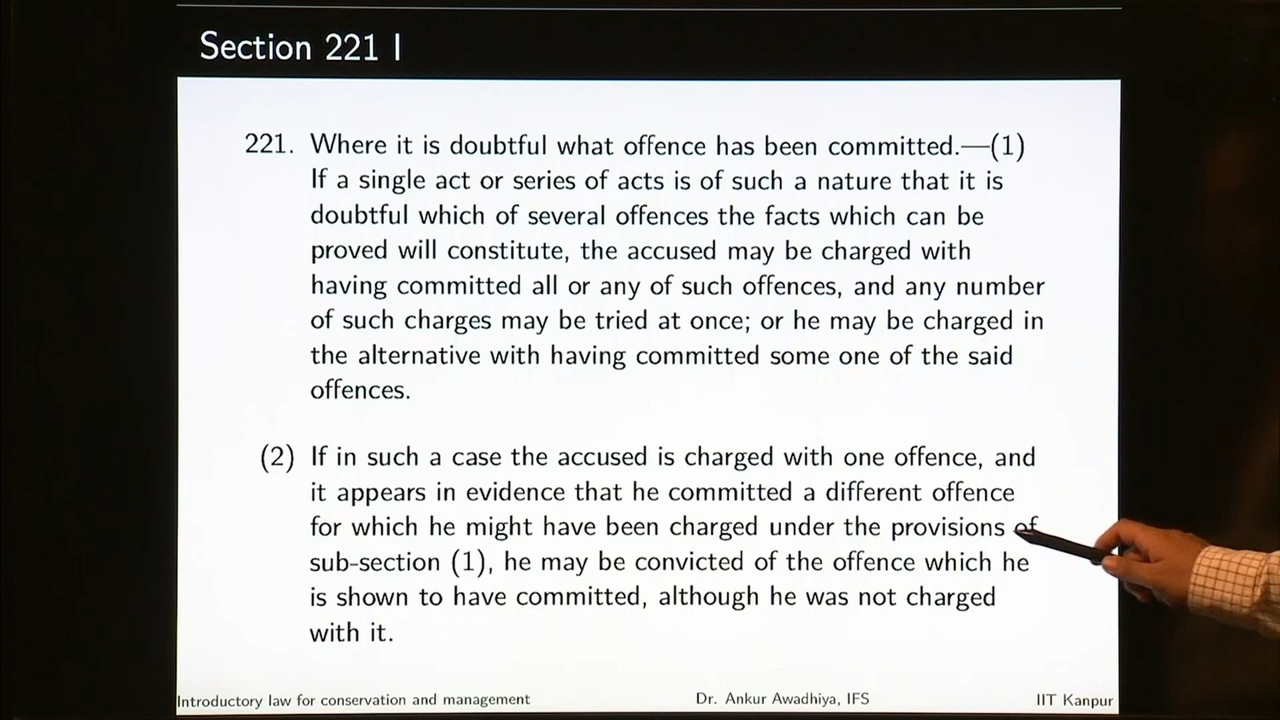 Section 221 I
221. Where it is doubtful what offence has been committed.—(1)
If a single act or series of acts is of such a nature that it is
doubtful which of several offences the facts which can be
proved will constitute, the accused may be charged with
having committed all or any of such offences, and any number
of such charges may be tried at once; or he may be charged in
the alternative with having committed some one of the said
offences.
(2) If in such a case the accused is charged with one offence, and
it appears in evidence that he committed a different offence
for which he might have been charged under the provisions of
sub-section (1), he may be convicted of the offence which he
is shown to have committed, although he was not charged
with it.
Introductory law for conservation and management Dr. Ankur Awadhiya, IFS IIT Kanpur